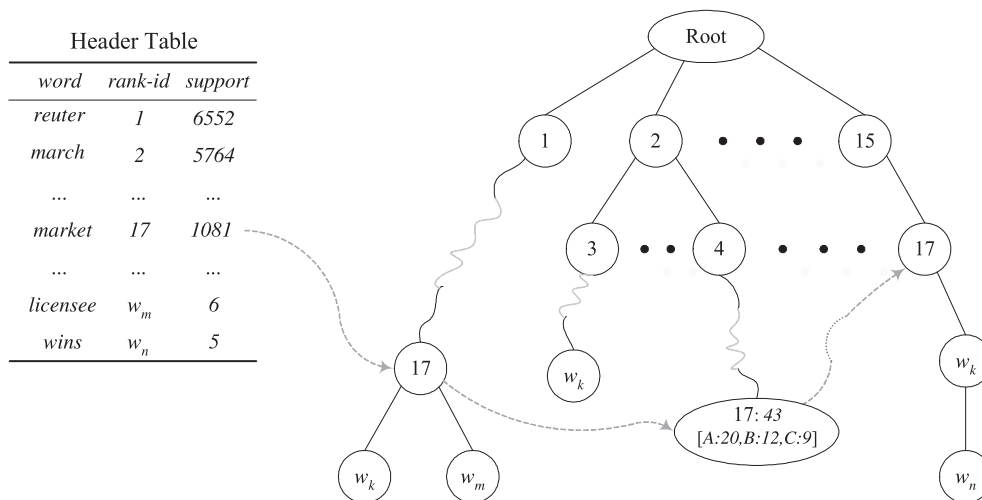 Header Table
word rank-id support
reuter 1 6552
march 2 5764
... ... ...
market 17 1081
... ... ...
licensee w_m 6
wins w_n 5
Root
1 2 15
3 4 17
17
w_k
w_k
17: 43
[A:20,B:12,C:9]
w_k w_m w_n